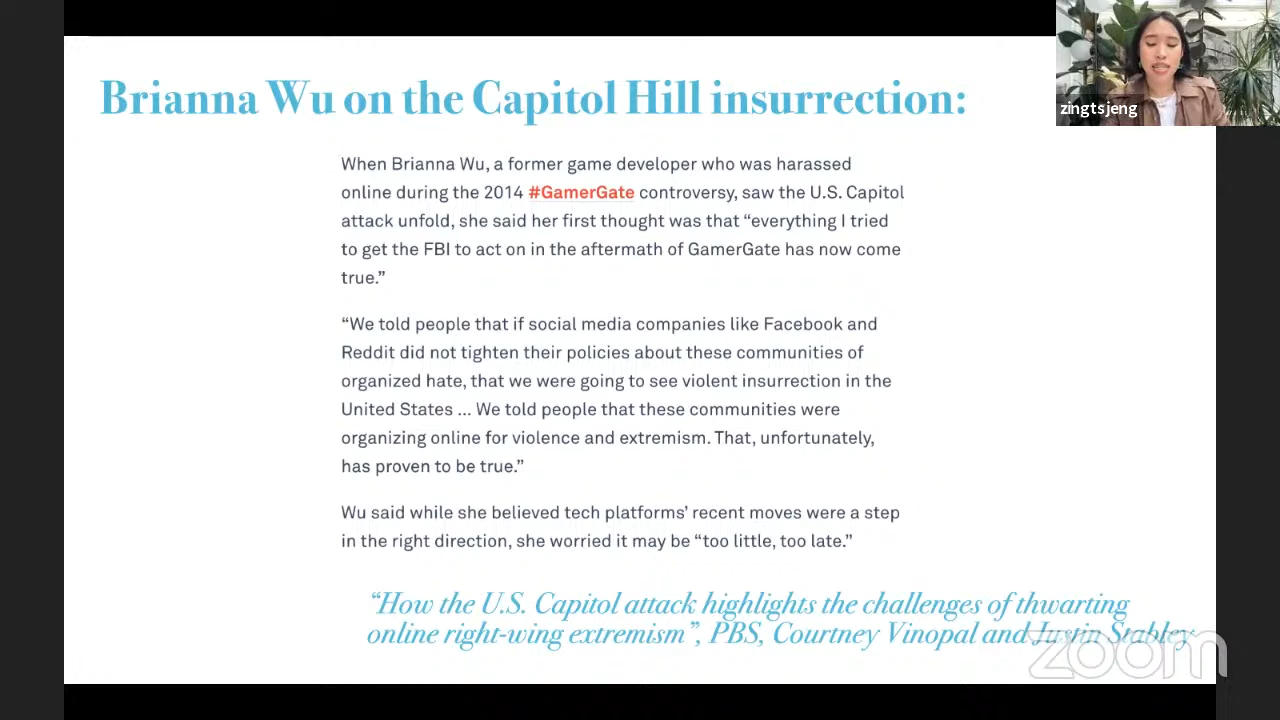 Brianna Wu on the Capitol Hill insurrection:
zingtsjeng
When Brianna Wu, a former game developer who was harassed
online during the 2014 #GamerGate controversy, saw the U.S. Capitol
attack unfold, she said her first thought was that “everything I tried
to get the FBI to act on in the aftermath of GamerGate has now come
true.”
“We told people that if social media companies like Facebook and
Reddit did not tighten their policies about these communities of
organized hate, that we were going to see violent insurrection in the
United States ... We told people that these communities were
organizing online for violence and extremism. That, unfortunately,
has proven to be true.”
Wu said while she believed tech platforms’ recent moves were a step
in the right direction, she worried it may be “too little, too late.”
“How the U.S. Capitol attack highlights the challenges of thwarting
online right-wing extremism”, PBS, Courtney Vinopal and Justin Stabley
zoom